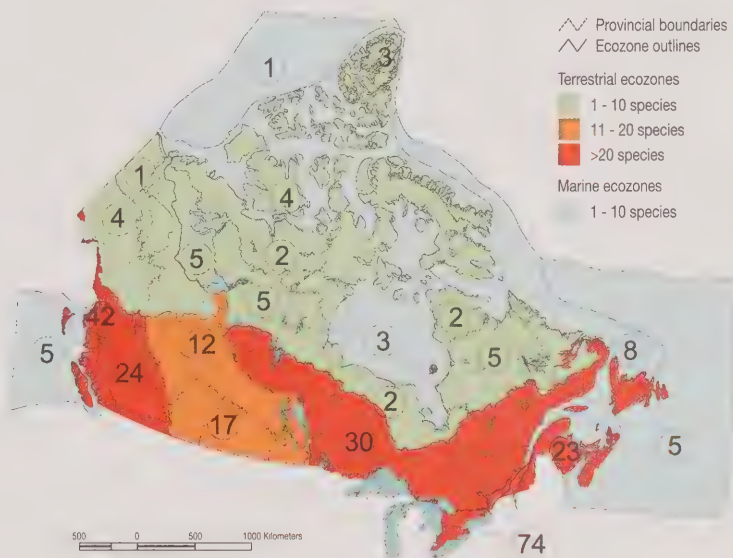 Provincial boundaries
Ecozone outlines
Terrestrial ecozones
1 - 10 species
11 - 20 species
>20 species
Marine ecozones
1 - 10 species
1
3
1
4
4
5
2
5
2
3
5
8
42
5
12
24
2
17
30
23
5
74
500 0 500 1000 Kilometers